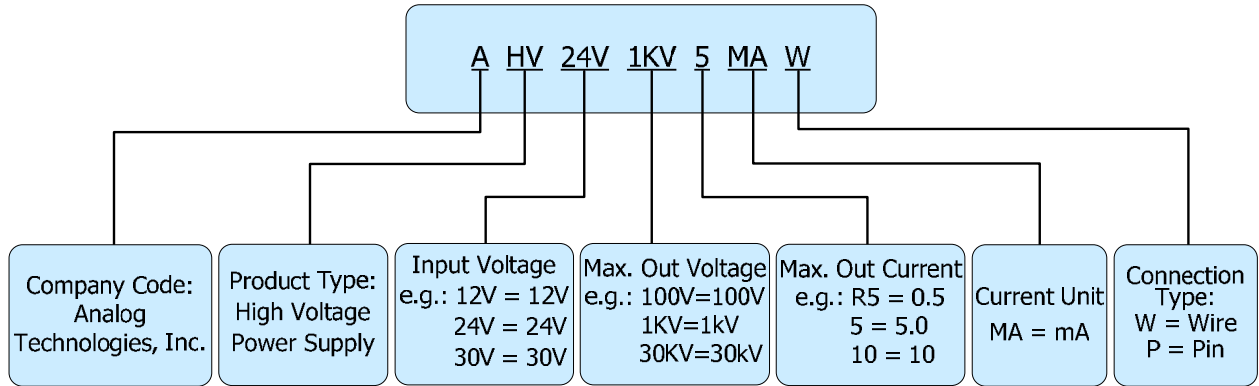 A HV 24V 1KV 5 MA W
Company Code:
Analog
Technologies, Inc.
Product Type:
High Voltage
Power Supply
Input Voltage
e.g.: 12V = 12V
24V = 24V
30V = 30V
Max. Out Voltage
e.g.: 100V=100V
1KV=1kV
30KV=30kV
Max. Out Current
e.g.: R5 = 0.5
5 = 5.0
10 = 10
Current Unit
MA = mA
Connection
Type:
W = Wire
P = Pin